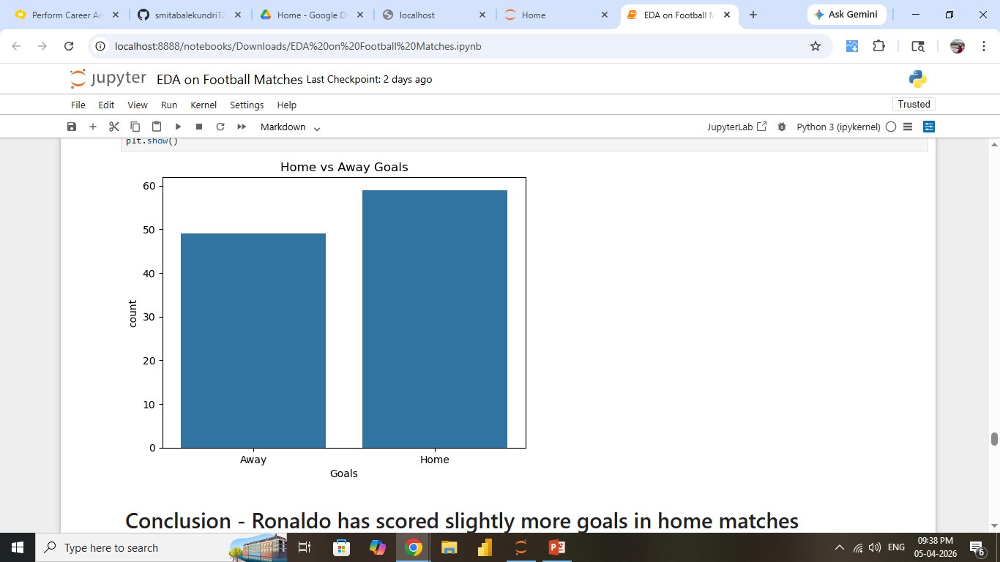 Perform Career An
smitabalekundri12
Home - Google D
localhost
Home
EDA on Football M
Ask Gemini
localhost:8888/notebooks/Downloads/EDA%20on%20Football%20Matches.ipynb
jupyter EDA on Football Matches Last Checkpoint: 2 days ago
File Edit View Run Kernel Settings Help
Trusted
Markdown
JupyterLab
Python 3 (ipykernel)
plt.show()
Home vs Away Goals
60
50
40
30
20
10
0
count
Away Home
Goals
Conclusion - Ronaldo has scored slightly more goals in home matches
Type here to search
ENG
09:38 PM
05-04-2026
6